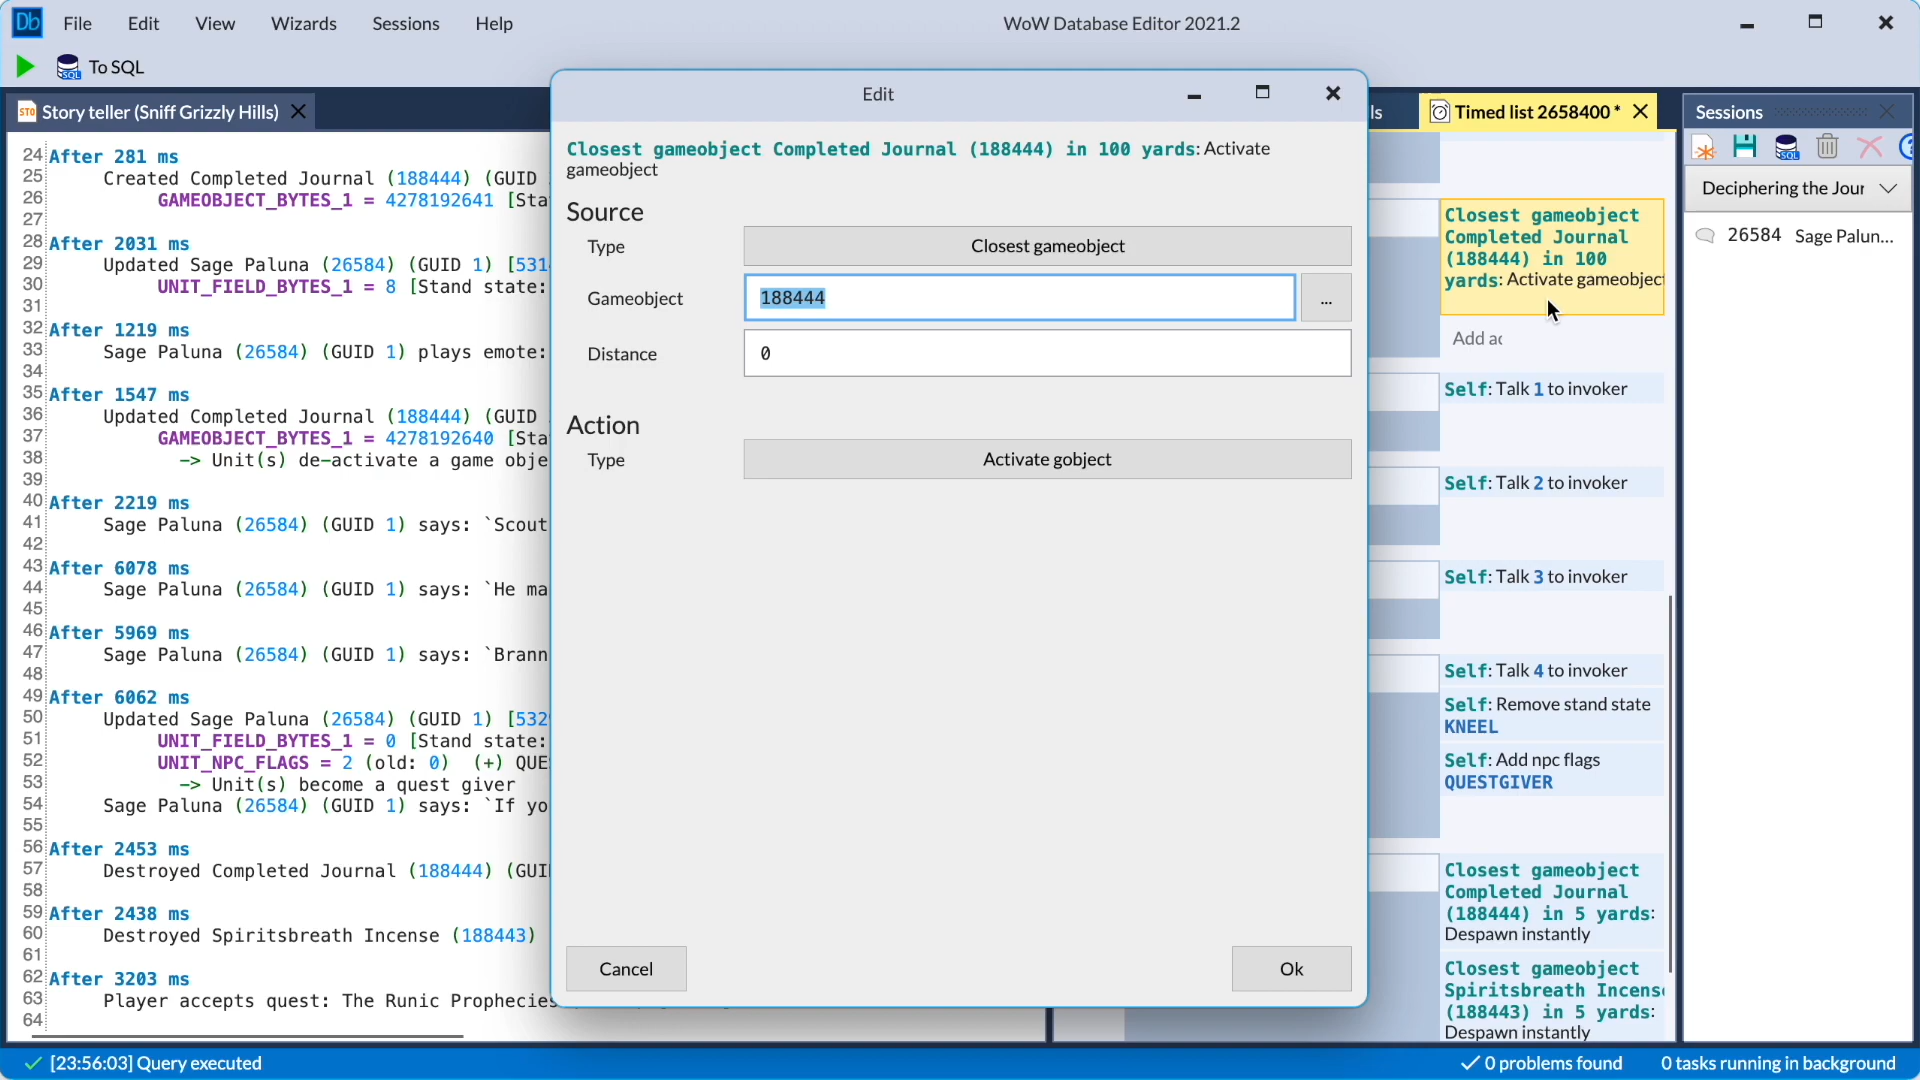 Db File Edit View Wizards Sessions Help WoW Database Editor 2021.2
SQL To SQL
STO Story teller (Sniff Grizzly Hills)
24 After 281 ms
25 Created Completed Journal (188444) (GUID
26 GAMEOBJECT_BYTES_1 = 4278192641 [Sta
27
28 After 2031 ms
29 Updated Sage Paluna (26584) (GUID 1) [531
30 UNIT_FIELD_BYTES_1 = 8 [Stand state:
31
32 After 1219 ms
33 Sage Paluna (26584) (GUID 1) plays emote:
34
35 After 1547 ms
36 Updated Completed Journal (188444) (GUID
37 GAMEOBJECT_BYTES_1 = 4278192640 [Sta
38 -> Unit(s) de-activate a game obje
39
40 After 2219 ms
41 Sage Paluna (26584) (GUID 1) says: `Scout
42
43 After 6078 ms
44 Sage Paluna (26584) (GUID 1) says: `He ma
45
46 After 5969 ms
47 Sage Paluna (26584) (GUID 1) says: `Brann
48
49 After 6062 ms
50 Updated Sage Paluna (26584) (GUID 1) [532
51 UNIT_FIELD_BYTES_1 = 0 [Stand state:
52 UNIT_NPC_FLAGS = 2 (old: 0) (+) QUE
53 -> Unit(s) become a quest giver
54 Sage Paluna (26584) (GUID 1) says: `If yo
55
56 After 2453 ms
57 Destroyed Completed Journal (188444) (GUI
58
59 After 2438 ms
60 Destroyed Spiritsbreath Incense (188443)
61
62 After 3203 ms
63 Player accepts quest: The Runic Prophecies
64
Edit
Closest gameobject Completed Journal (188444) in 100 yards: Activate
gameobject
Source
Type Closest gameobject
Gameobject 188444 ...
Distance 0
Action
Type Activate gobject
Cancel Ok
ls
Timed list 2658400 *
Closest gameobject
Completed Journal
(188444) in 100
yards: Activate gameobject
Add ac
Self: Talk 1 to invoker
Self: Talk 2 to invoker
Self: Talk 3 to invoker
Self: Talk 4 to invoker
Self: Remove stand state
KNEEL
Self: Add npc flags
QUESTGIVER
Closest gameobject
Completed Journal
(188444) in 5 yards:
Despawn instantly
Closest gameobject
Spiritsbreath Incens
(188443) in 5 yards:
Despawn instantly
Sessions
SQL ?
Deciphering the Jour
26584 Sage Palun...
[23:56:03] Query executed
0 problems found 0 tasks running in background